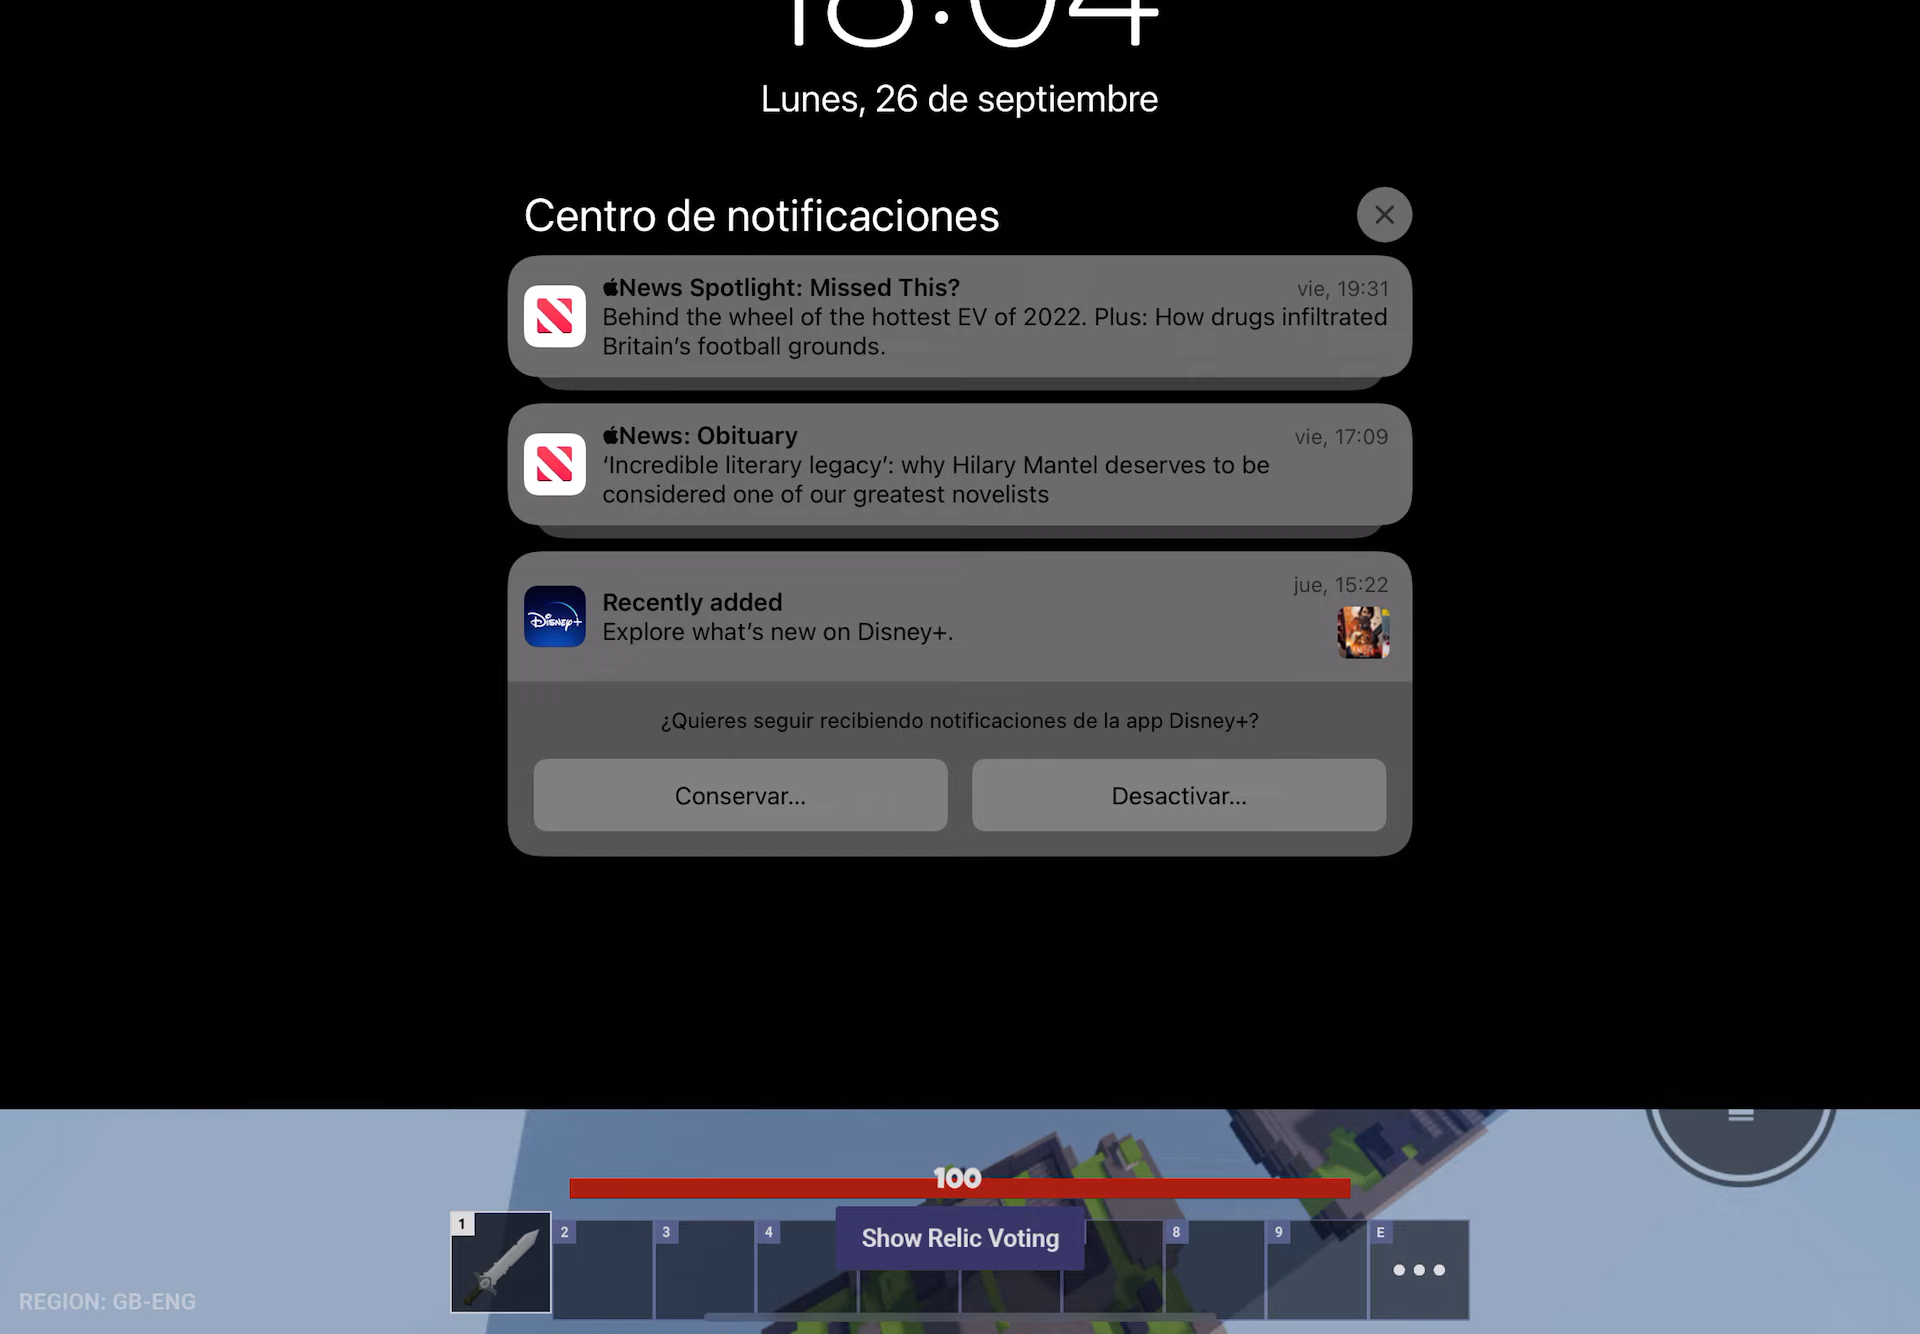 18:04
Lunes, 26 de septiembre
Centro de notificaciones
News Spotlight: Missed This?
vie, 19:31
Behind the wheel of the hottest EV of 2022. Plus: How drugs infiltrated
Britain’s football grounds.
News: Obituary
vie, 17:09
‘Incredible literary legacy’: why Hilary Mantel deserves to be
considered one of our greatest novelists
jue, 15:22
Disney+
Recently added
Explore what’s new on Disney+.
¿Quieres seguir recibiendo notificaciones de la app Disney+?
Conservar...
Desactivar...
100
1
2
3
4
Show Relic Voting
8
9
E
REGION: GB-ENG